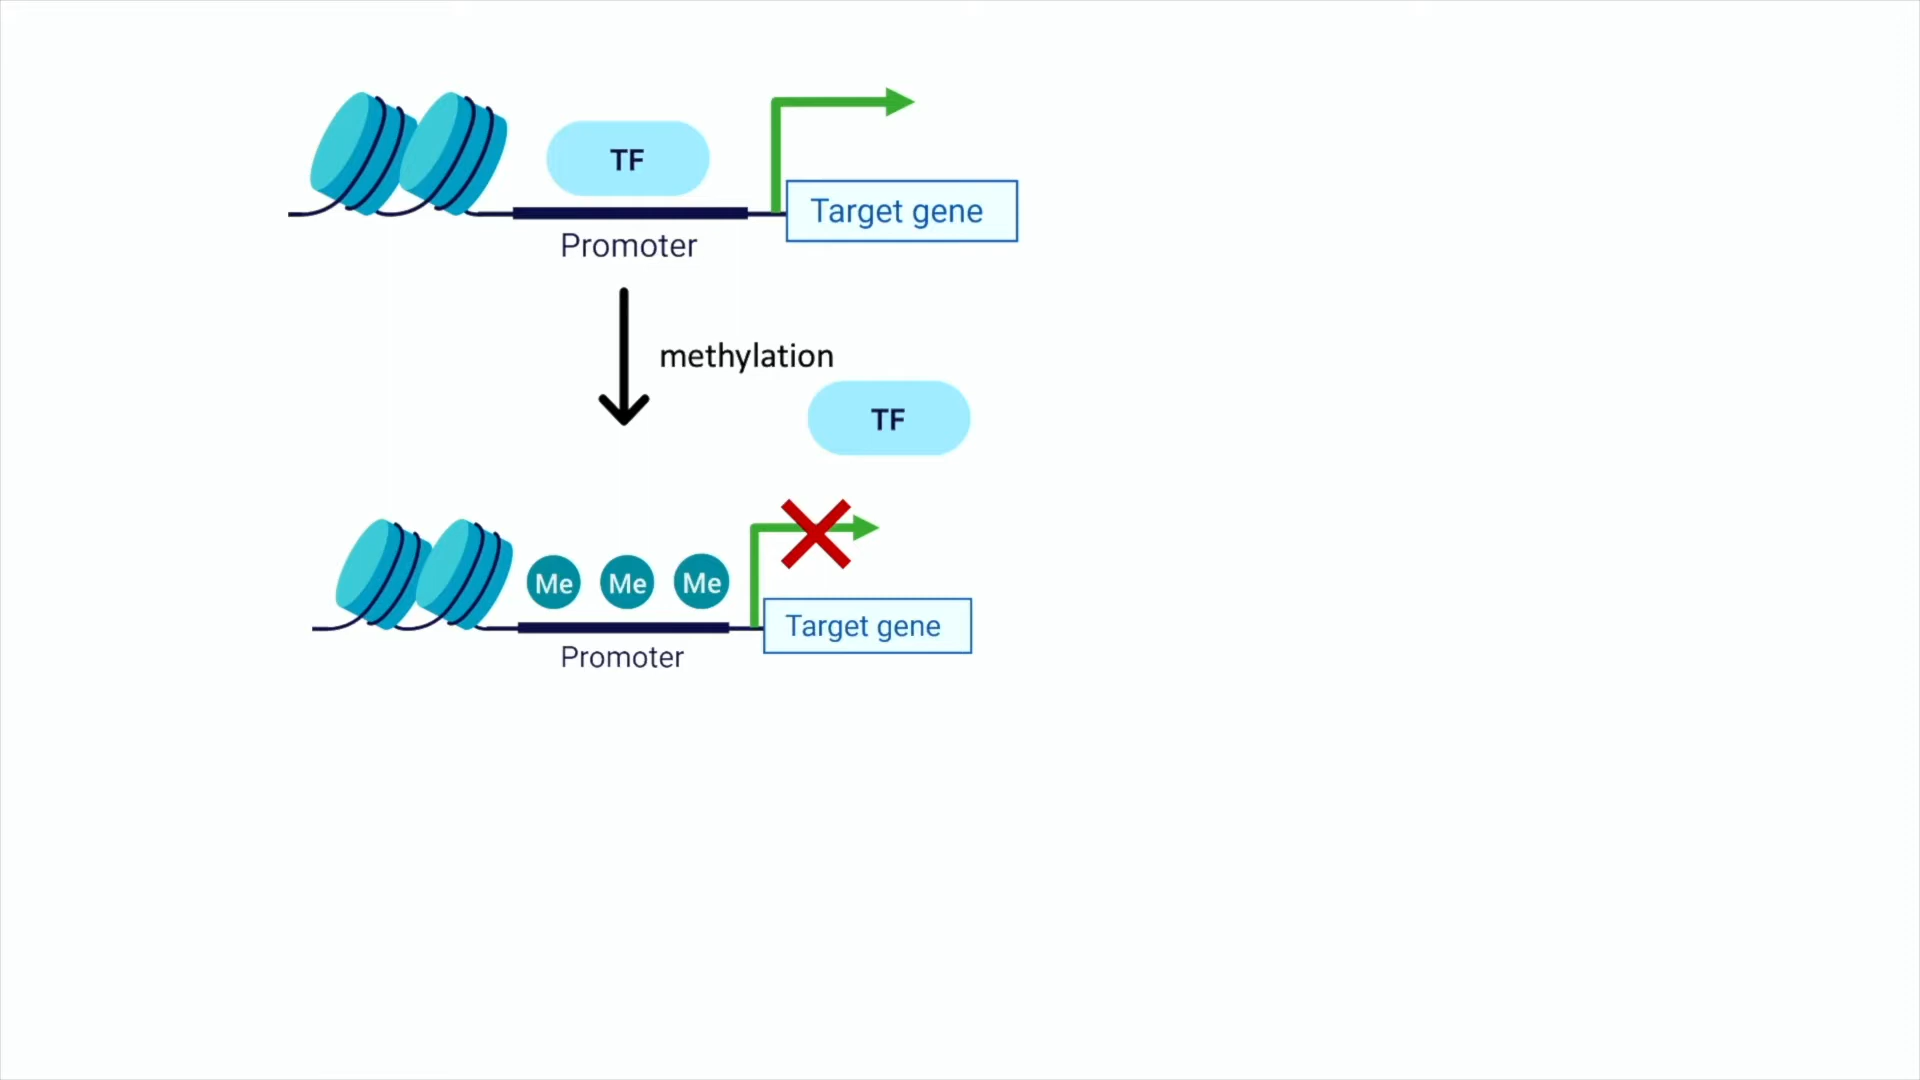 TF
Target gene
Promoter
methylation
TF
Me Me Me
Target gene
Promoter